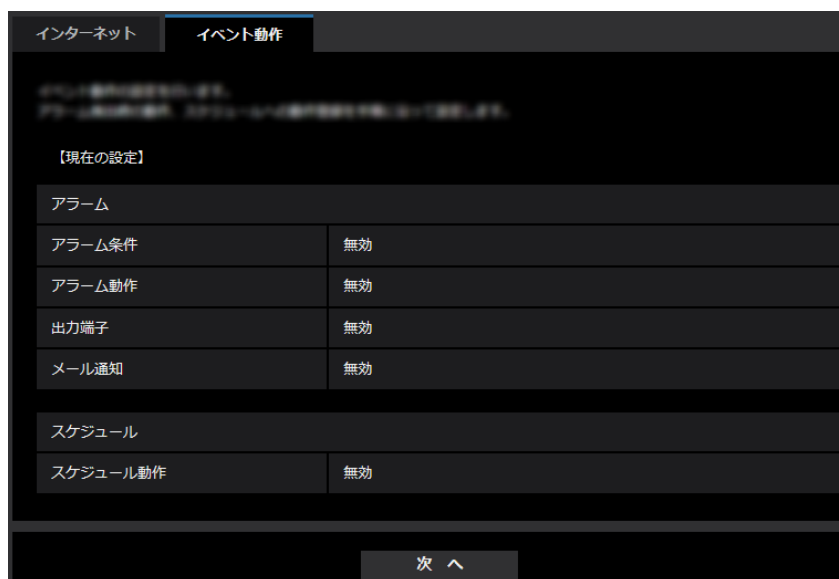 インターネット
イベント動作
【現在の設定】
アラーム
アラーム条件 無効
アラーム動作 無効
出力端子 無効
メール通知 無効
スケジュール
スケジュール動作 無効
次 へ